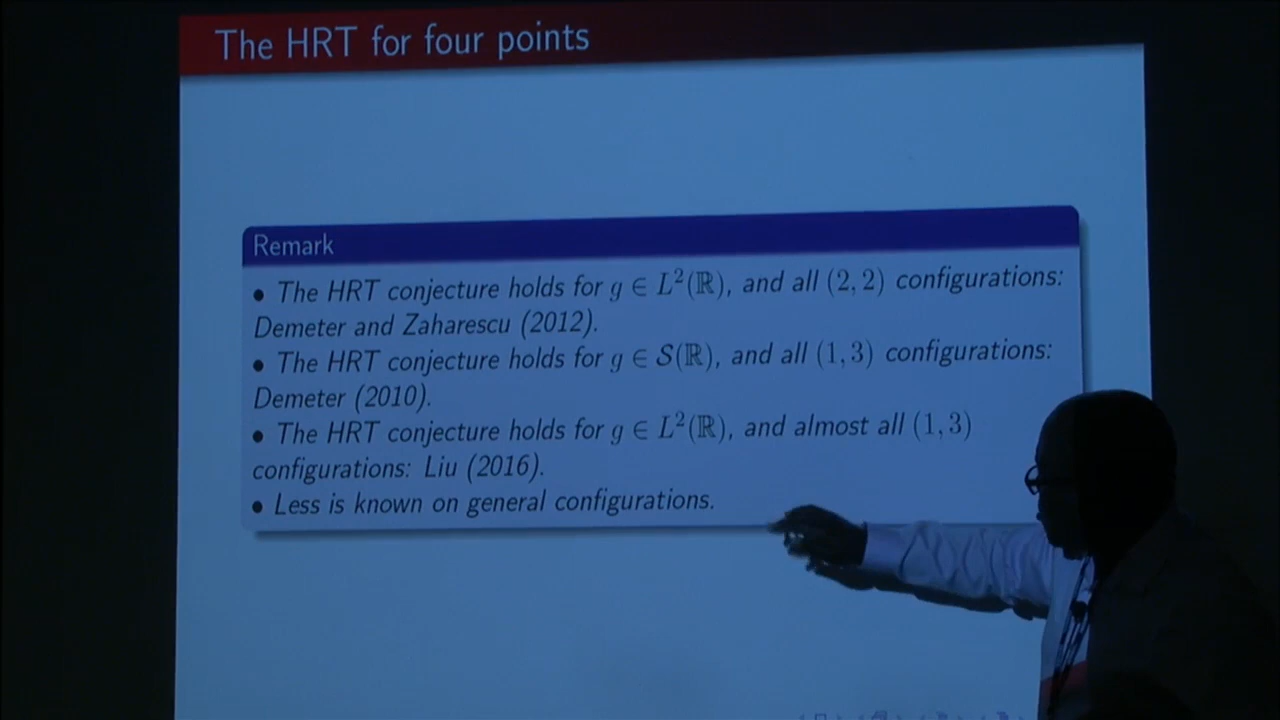 The HRT for four points
Remark
• The HRT conjecture holds for g ∈ L²(ℝ), and all (2, 2) configurations:
Demeter and Zaharescu (2012).
• The HRT conjecture holds for g ∈ 𝒮(ℝ), and all (1, 3) configurations:
Demeter (2010).
• The HRT conjecture holds for g ∈ L²(ℝ), and almost all (1, 3)
configurations: Liu (2016).
• Less is known on general configurations.